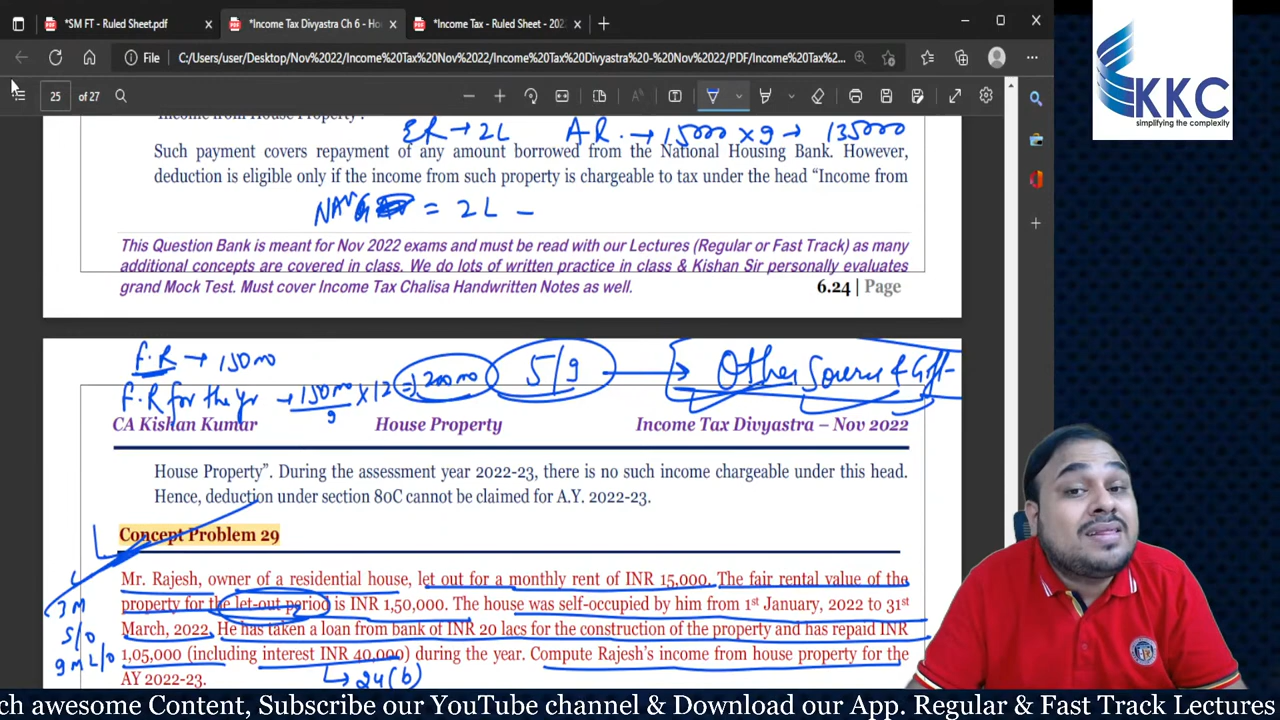 *SM FT - Ruled Sheet.pdf
*Income Tax Divyastra Ch 6 - Ho
*Income Tax - Ruled Sheet - 202
File
C:/Users/user/Desktop/Nov%2022/Income%20Tax%20Nov%2022/Income%20Tax%20Divyastra%20-%20Nov%2022/PDF/Income%20Tax%2...
25 of 27
KKC
simplifying the complexity
ER → 2L A R. → 15000 x 9 → 135000
Such payment covers repayment of any amount borrowed from the National Housing Bank. However,
deduction is eligible only if the income from such property is chargeable to tax under the head “Income from
NAV = 2L –
This Question Bank is meant for Nov 2022 exams and must be read with our Lectures (Regular or Fast Track) as many
additional concepts are covered in class. We do lots of written practice in class & Kishan Sir personally evaluates
grand Mock Test. Must cover Income Tax Chalisa Handwritten Notes as well.
6.24 | Page
F.R → 150000
F.R for the yr → 150000/9 x 12 = 200000
5/9 → Other Source & Gift
CA Kishan Kumar House Property Income Tax Divyastra – Nov 2022
House Property”. During the assessment year 2022-23, there is no such income chargeable under this head.
Hence, deduction under section 80C cannot be claimed for A.Y. 2022-23.
Concept Problem 29
Mr. Rajesh, owner of a residential house, let out for a monthly rent of INR 15,000. The fair rental value of the
property for the let-out period is INR 1,50,000. The house was self-occupied by him from 1st January, 2022 to 31st
March, 2022. He has taken a loan from bank of INR 20 lacs for the construction of the property and has repaid INR
1,05,000 (including interest INR 40,000) during the year. Compute Rajesh’s income from house property for the
AY 2022-23.
3M
S/O
9M L/O
24(b)
ch awesome Content, Subscribe our YouTube channel & Download our App. Regular & Fast Track Lectures